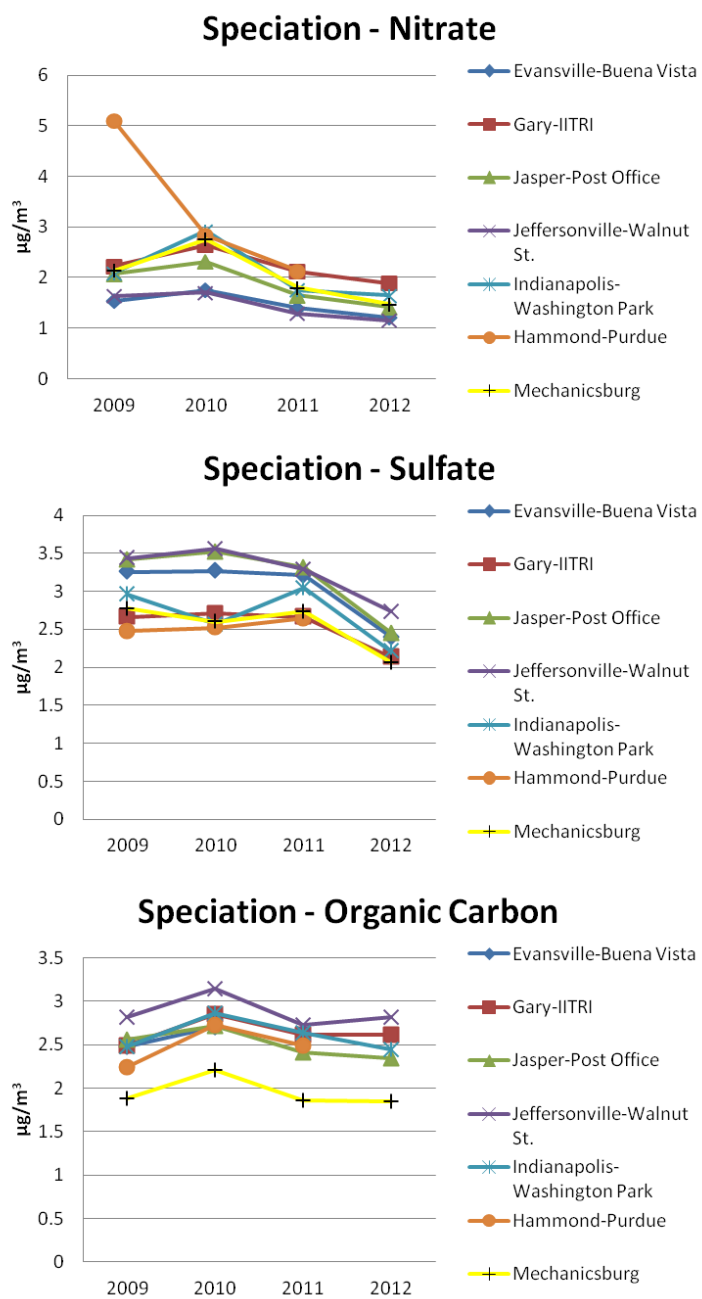 Speciation - Nitrate
6
5
4
3
2
1
0
µg/m³
2009 2010 2011 2012
Evansville-Buena Vista
Gary-IITRI
Jasper-Post Office
Jeffersonville-Walnut
St.
Indianapolis-
Washington Park
Hammond-Purdue
Mechanicsburg
Speciation - Sulfate
4
3.5
3
2.5
2
1.5
1
0.5
0
µg/m³
2009 2010 2011 2012
Evansville-Buena Vista
Gary-IITRI
Jasper-Post Office
Jeffersonville-Walnut
St.
Indianapolis-
Washington Park
Hammond-Purdue
Mechanicsburg
Speciation - Organic Carbon
3.5
3
2.5
2
1.5
1
0.5
0
µg/m³
2009 2010 2011 2012
Evansville-Buena Vista
Gary-IITRI
Jasper-Post Office
Jeffersonville-Walnut
St.
Indianapolis-
Washington Park
Hammond-Purdue
Mechanicsburg